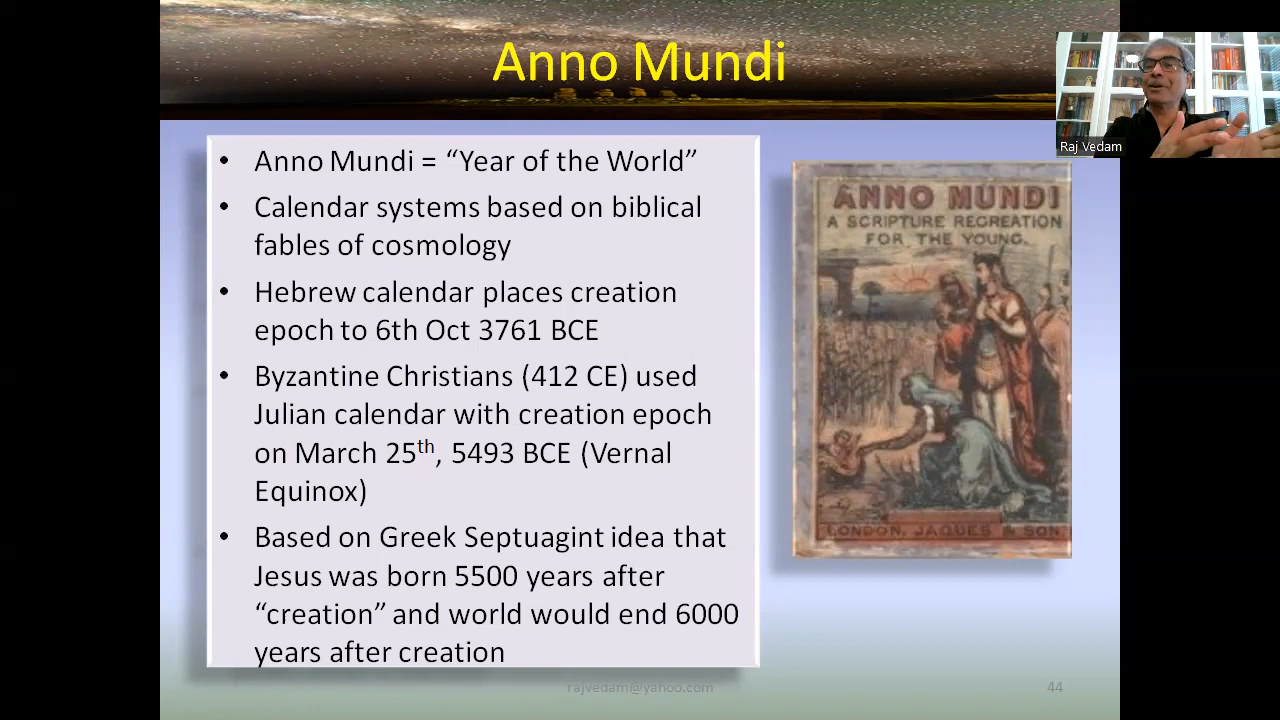 Anno Mundi
Raj Vedam
• Anno Mundi = “Year of the World”
• Calendar systems based on biblical
fables of cosmology
• Hebrew calendar places creation
epoch to 6th Oct 3761 BCE
• Byzantine Christians (412 CE) used
Julian calendar with creation epoch
on March 25th, 5493 BCE (Vernal
Equinox)
• Based on Greek Septuagint idea that
Jesus was born 5500 years after
“creation” and world would end 6000
years after creation
ANNO MUNDI
A SCRIPTURE RECREATION
FOR THE YOUNG.
LONDON, JAQUES & SON
rajvedam@yahoo.com
44